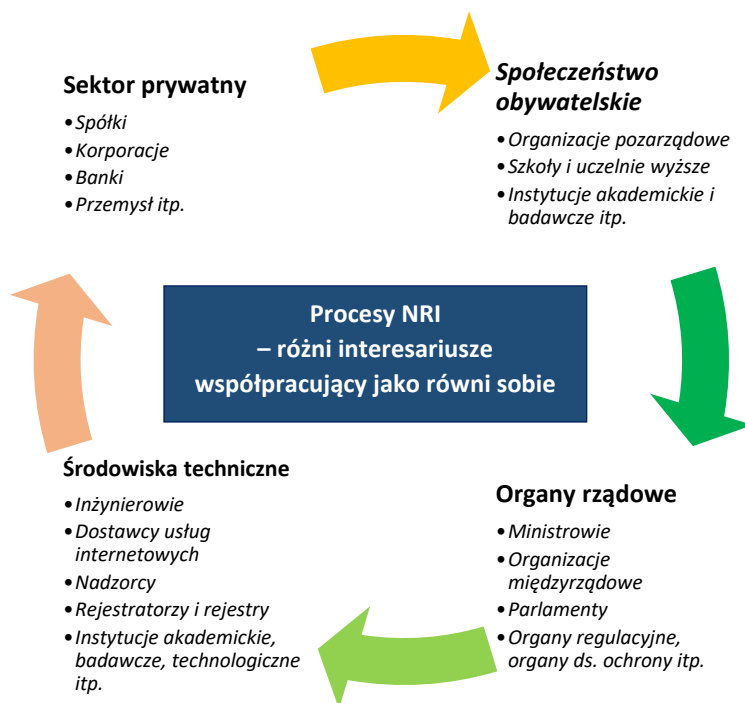 Sektor prywatny
•Spółki
•Korporacje
•Banki
•Przemysł itp.
Społeczeństwo
obywatelskie
•Organizacje pozarządowe
•Szkoły i uczelnie wyższe
•Instytucje akademickie i
badawcze itp.
Procesy NRI
– różni interesariusze
współpracujący jako równi sobie
Środowiska techniczne
•Inżynierowie
•Dostawcy usług
internetowych
•Nadzorcy
•Rejestratorzy i rejestry
•Instytucje akademickie,
badawcze, technologiczne
itp.
Organy rządowe
•Ministrowie
•Organizacje
międzyrządowe
•Parlamenty
•Organy regulacyjne,
organy ds. ochrony itp.